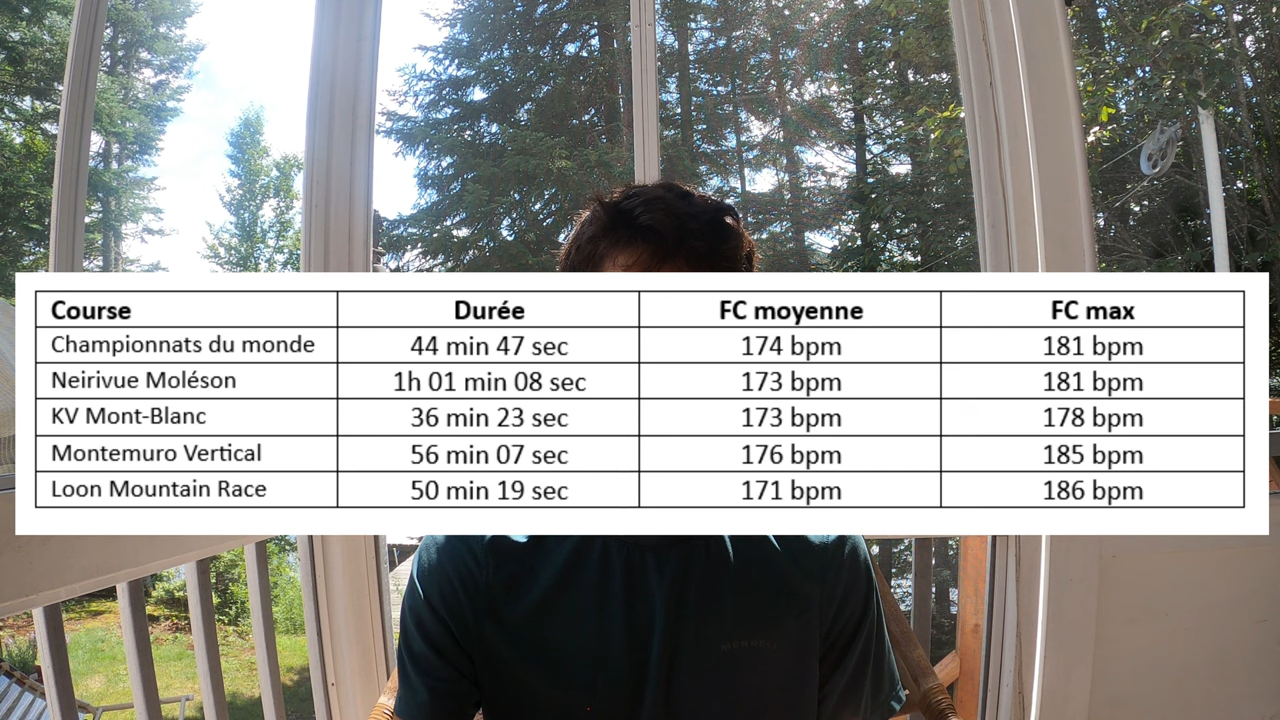 Course Durée FC moyenne FC max
Championnats du monde 44 min 47 sec 174 bpm 181 bpm
Neirivue Moléson 1h 01 min 08 sec 173 bpm 181 bpm
KV Mont-Blanc 36 min 23 sec 173 bpm 178 bpm
Montemuro Vertical 56 min 07 sec 176 bpm 185 bpm
Loon Mountain Race 50 min 19 sec 171 bpm 186 bpm
MERRELL